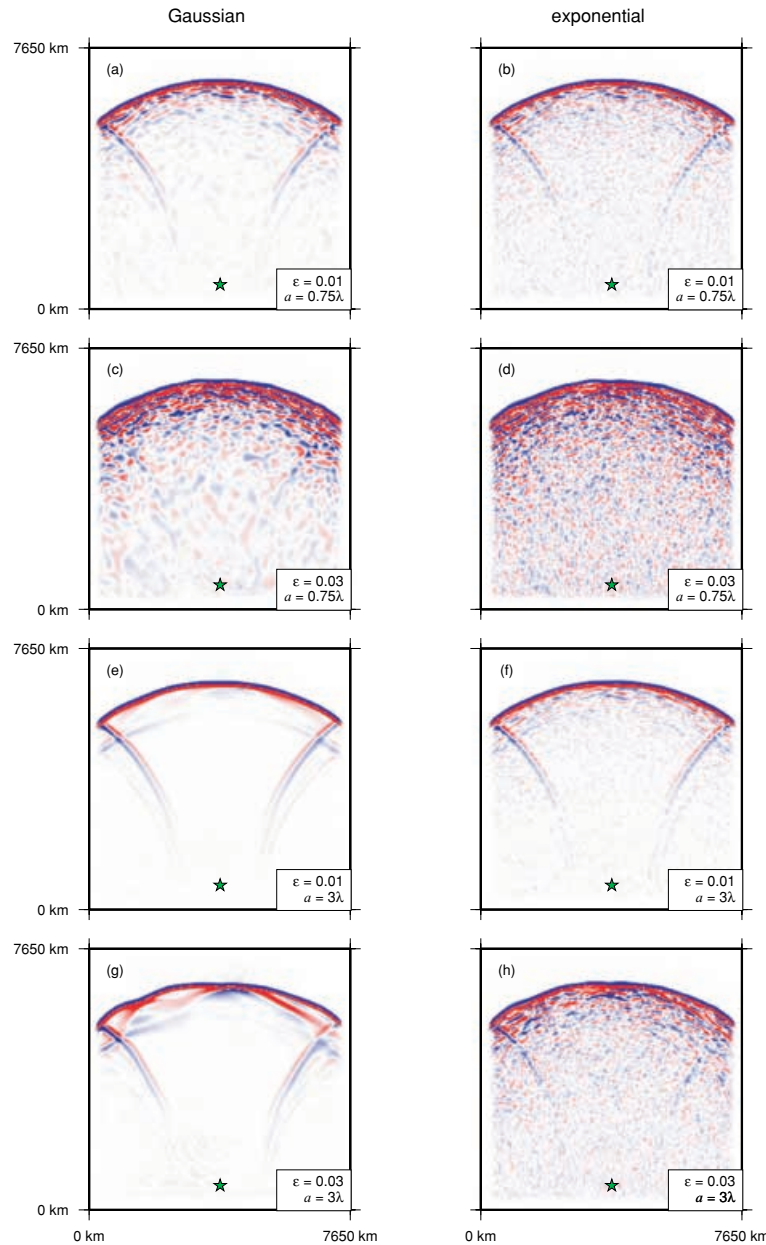 Gaussian
exponential
7650 km
(a)
ε = 0.01
a = 0.75λ
0 km
(b)
ε = 0.01
a = 0.75λ
7650 km
(c)
ε = 0.03
a = 0.75λ
0 km
(d)
ε = 0.03
a = 0.75λ
7650 km
(e)
ε = 0.01
a = 3λ
0 km
(f)
ε = 0.01
a = 3λ
7650 km
(g)
ε = 0.03
a = 3λ
0 km
(h)
ε = 0.03
a = 3λ
0 km
7650 km
0 km
7650 km